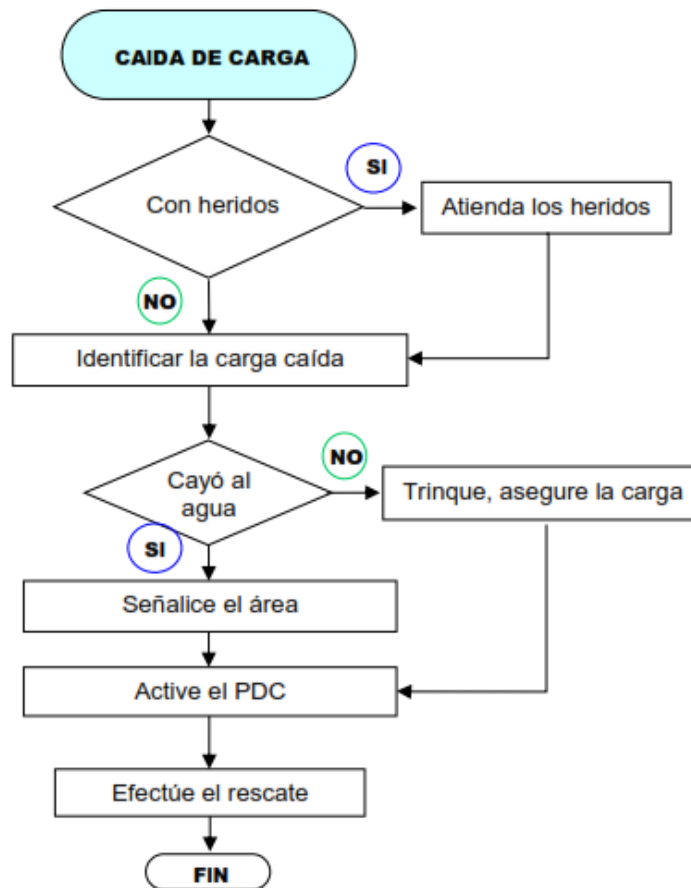 CAIDA DE CARGA
SI
Con heridos
Atienda los heridos
NO
Identificar la carga caída
NO
Cayó al
agua
Trinque, asegure la carga
SI
Señalice el área
Active el PDC
Efectúe el rescate
FIN